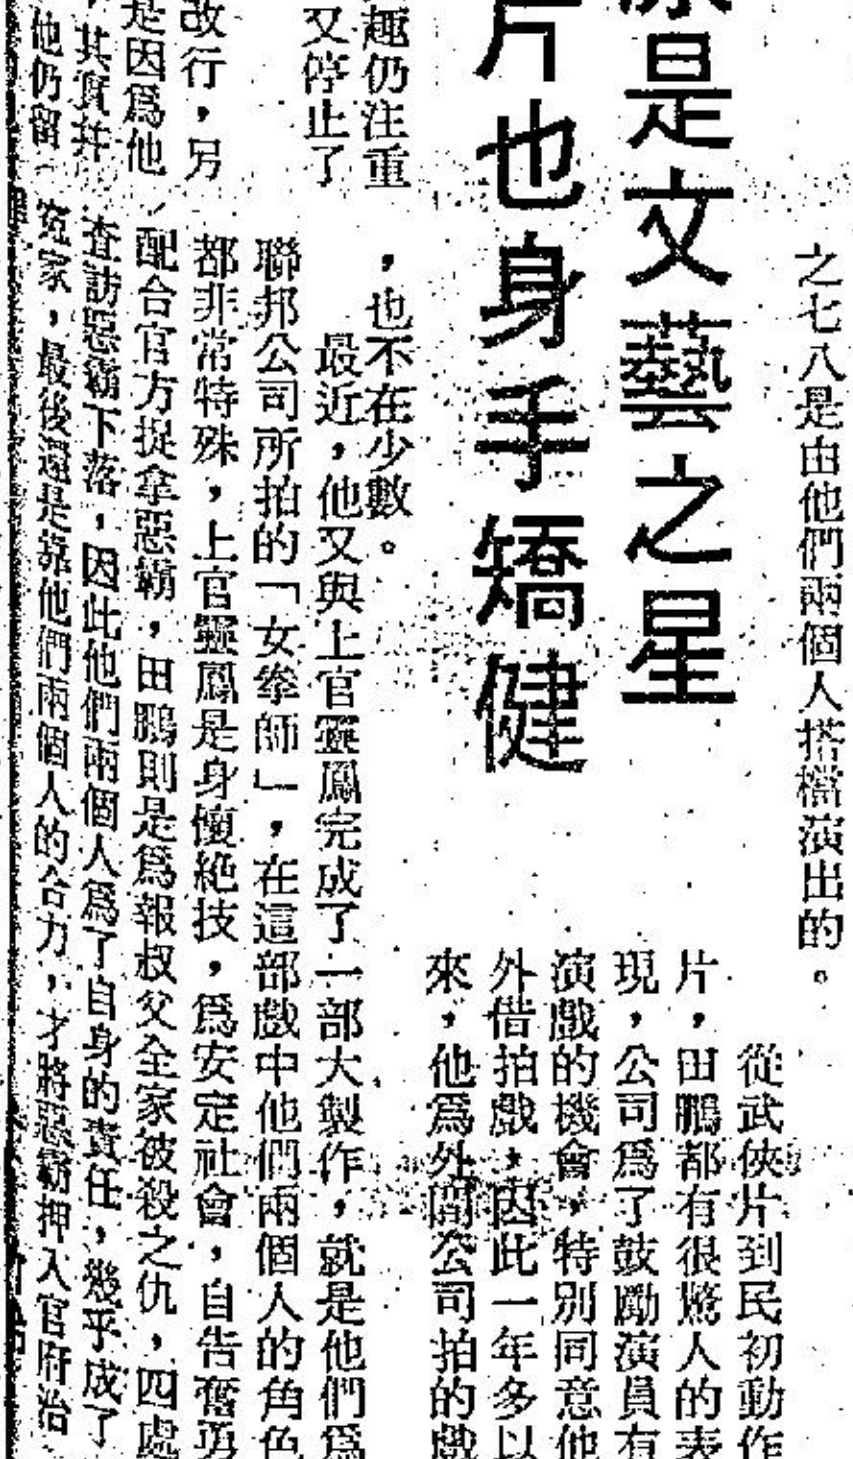 之七八是由他們兩個人搭檔演出的。
從武俠片到民初動作
片,田鵬都有很驚人的表
現,公司爲了鼓勵演員有
演戲的機會,特別同意他
外借拍戲,因此一年多以
來,他爲外間公司拍的戲
是文藝之星
片也身手矯健
趣仍注重
又停止了
故行,另
是因爲他
,其實并
他仍留
,也不在少數。
最近,他又與上官靈鳳完成了一部大製作,就是他們爲
聯邦公司所拍的「女拳師」,在這部戲中他們兩個人的角色
都非常特殊,上官靈鳳是身懷絶技,爲安定社會,自告奮勇
配合官方捉拿惡霸,田鵬則是爲報叔父全家被殺之仇,四處
查訪惡霸下落,因此他們兩個人爲了自身的責任,幾乎成了
冤家,最後還是靠他們兩個人的合力,才將惡霸押入官府治